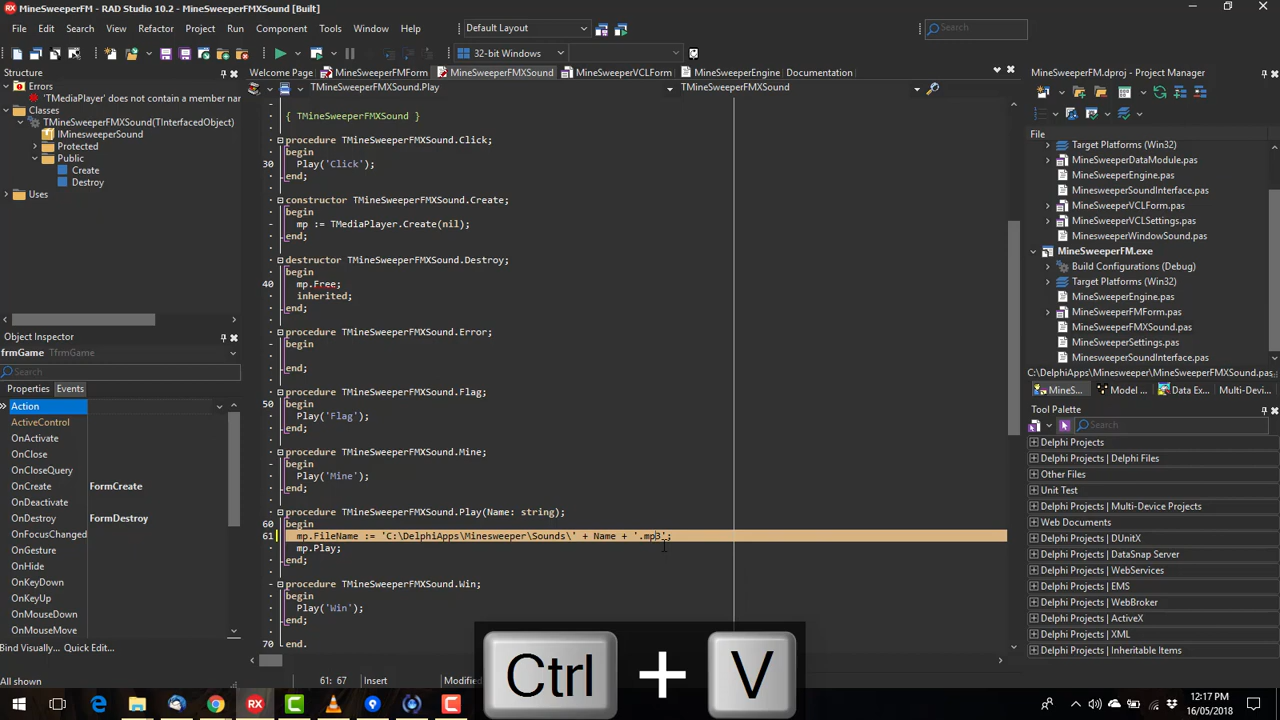 MineSweeperFM - RAD Studio 10.2 - MineSweeperFMXSound [Built]
File Edit Search View Refactor Project Run Component Tools Window Help
Default Layout
Search
32-bit Windows
Structure
Errors
'TMediaPlayer' does not contain a member nar
Classes
TMineSweeperFMXSound(TInterfacedObject)
IMinesweeperSound
Protected
Public
Create
Destroy
Uses
Object Inspector
frmGame TfrmGame
Search
Properties Events
Action
ActiveControl
OnActivate
OnClose
OnCloseQuery
OnCreate FormCreate
OnDeactivate
OnDestroy FormDestroy
OnFocusChanged
OnGesture
OnHide
OnKeyDown
OnKeyUp
OnMouseDown
OnMouseMove
Bind Visually... Quick Edit...
All shown
Welcome Page MineSweeperFMForm MineSweeperFMXSound MineSweeperVCLForm MineSweeperEngine Documentation
TMineSweeperFMXSound.Play TMineSweeperFMXSound
{ TMineSweeperFMXSound }
procedure TMineSweeperFMXSound.Click;
begin
30 Play('Click');
end;
constructor TMineSweeperFMXSound.Create;
begin
mp := TMediaPlayer.Create(nil);
end;
destructor TMineSweeperFMXSound.Destroy;
begin
40 mp.Free;
inherited;
end;
procedure TMineSweeperFMXSound.Error;
begin
end;
procedure TMineSweeperFMXSound.Flag;
50 begin
Play('Flag');
end;
procedure TMineSweeperFMXSound.Mine;
begin
Play('Mine');
end;
procedure TMineSweeperFMXSound.Play(Name: string);
60 begin
61 mp.FileName := 'C:\DelphiApps\Minesweeper\Sounds\' + Name + '.mp3';
mp.Play;
end;
procedure TMineSweeperFMXSound.Win;
begin
Play('Win');
end;
70 end.
61: 67 Insert Modified
Ctrl + V
MineSweeperFM.dproj - Project Manager
File
Target Platforms (Win32)
MineSweeperDataModule.pas
MineSweeperEngine.pas
MinesweeperSoundInterface.pas
MineSweeperVCLForm.pas
MineSweeperVCLSettings.pas
MinesweeperWindowSound.pas
MineSweeperFM.exe
Build Configurations (Debug)
Target Platforms (Win32)
MineSweeperEngine.pas
MineSweeperFMForm.pas
MineSweeperFMXSound.pas
MineSweeperSettings.pas
MinesweeperSoundInterface.pas
C:\DelphiApps\Minesweeper\MineSweeperFMXSound.pas
MineS... Model ... Data Ex... Multi-Devi...
Tool Palette
Search
Delphi Projects
Delphi Projects | Delphi Files
Other Files
Unit Test
Delphi Projects | Multi-Device Projects
Web Documents
Delphi Projects | DUnitX
Delphi Projects | DataSnap Server
Delphi Projects | WebServices
Delphi Projects | EMS
Delphi Projects | WebBroker
Delphi Projects | ActiveX
Delphi Projects | XML
Delphi Projects | Inheritable Items
12:17 PM
16/05/2018